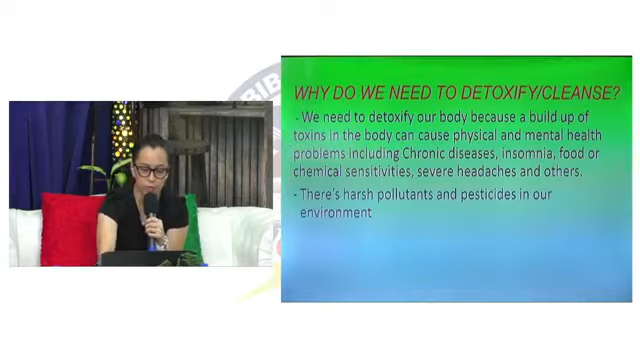 WHY DO WE NEED TO DETOXIFY/CLEANSE?
- We need to detoxify our body because a build up of
toxins in the body can cause physical and mental health
problems including Chronic diseases, insomnia, food or
chemical sensitivities, severe headaches and others.
- There's harsh pollutants and pesticides in our
environment